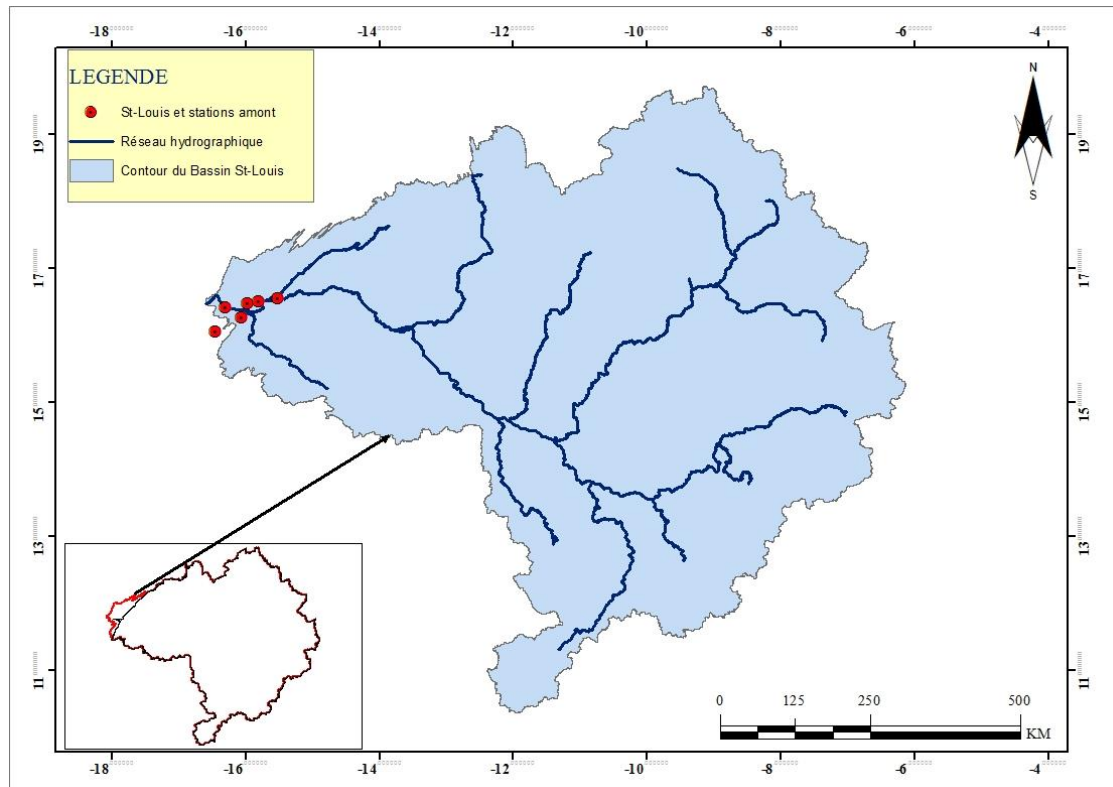 -18 -16 -14 -12 -10 -8 -6 -4
LEGENDE
St-Louis et stations amont
Réseau hydrographique
Contour du Bassin St-Louis
N
S
19
17
15
13
11
19
17
15
13
11
0 125 250 500
KM
-18 -16 -14 -12 -10 -8 -6 -4